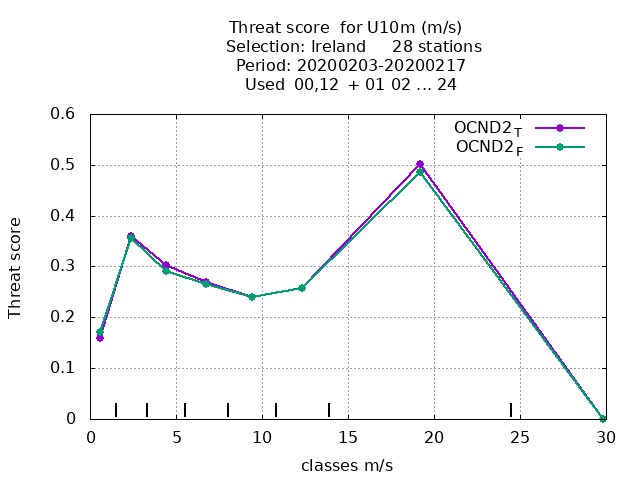 Threat score  for U10m (m/s)
Selection: Ireland     28 stations
Period: 20200203-20200217
Used  00,12  + 01 02 ... 24
OCND2T
OCND2F
Threat score
0.6
0.5
0.4
0.3
0.2
0.1
0
0 5 10 15 20 25 30
classes m/s